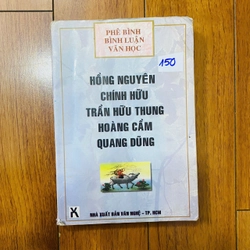 PHÊ BÌNH
BÌNH LUẬN
VĂN HỌC
150
HỒNG NGUYÊN
CHÍNH HỮU
TRẦN HỮU THUNG
HOÀNG CẦM
QUANG DŨNG
NHÀ XUẤT BẢN VĂN NGHỆ - TP. HCM